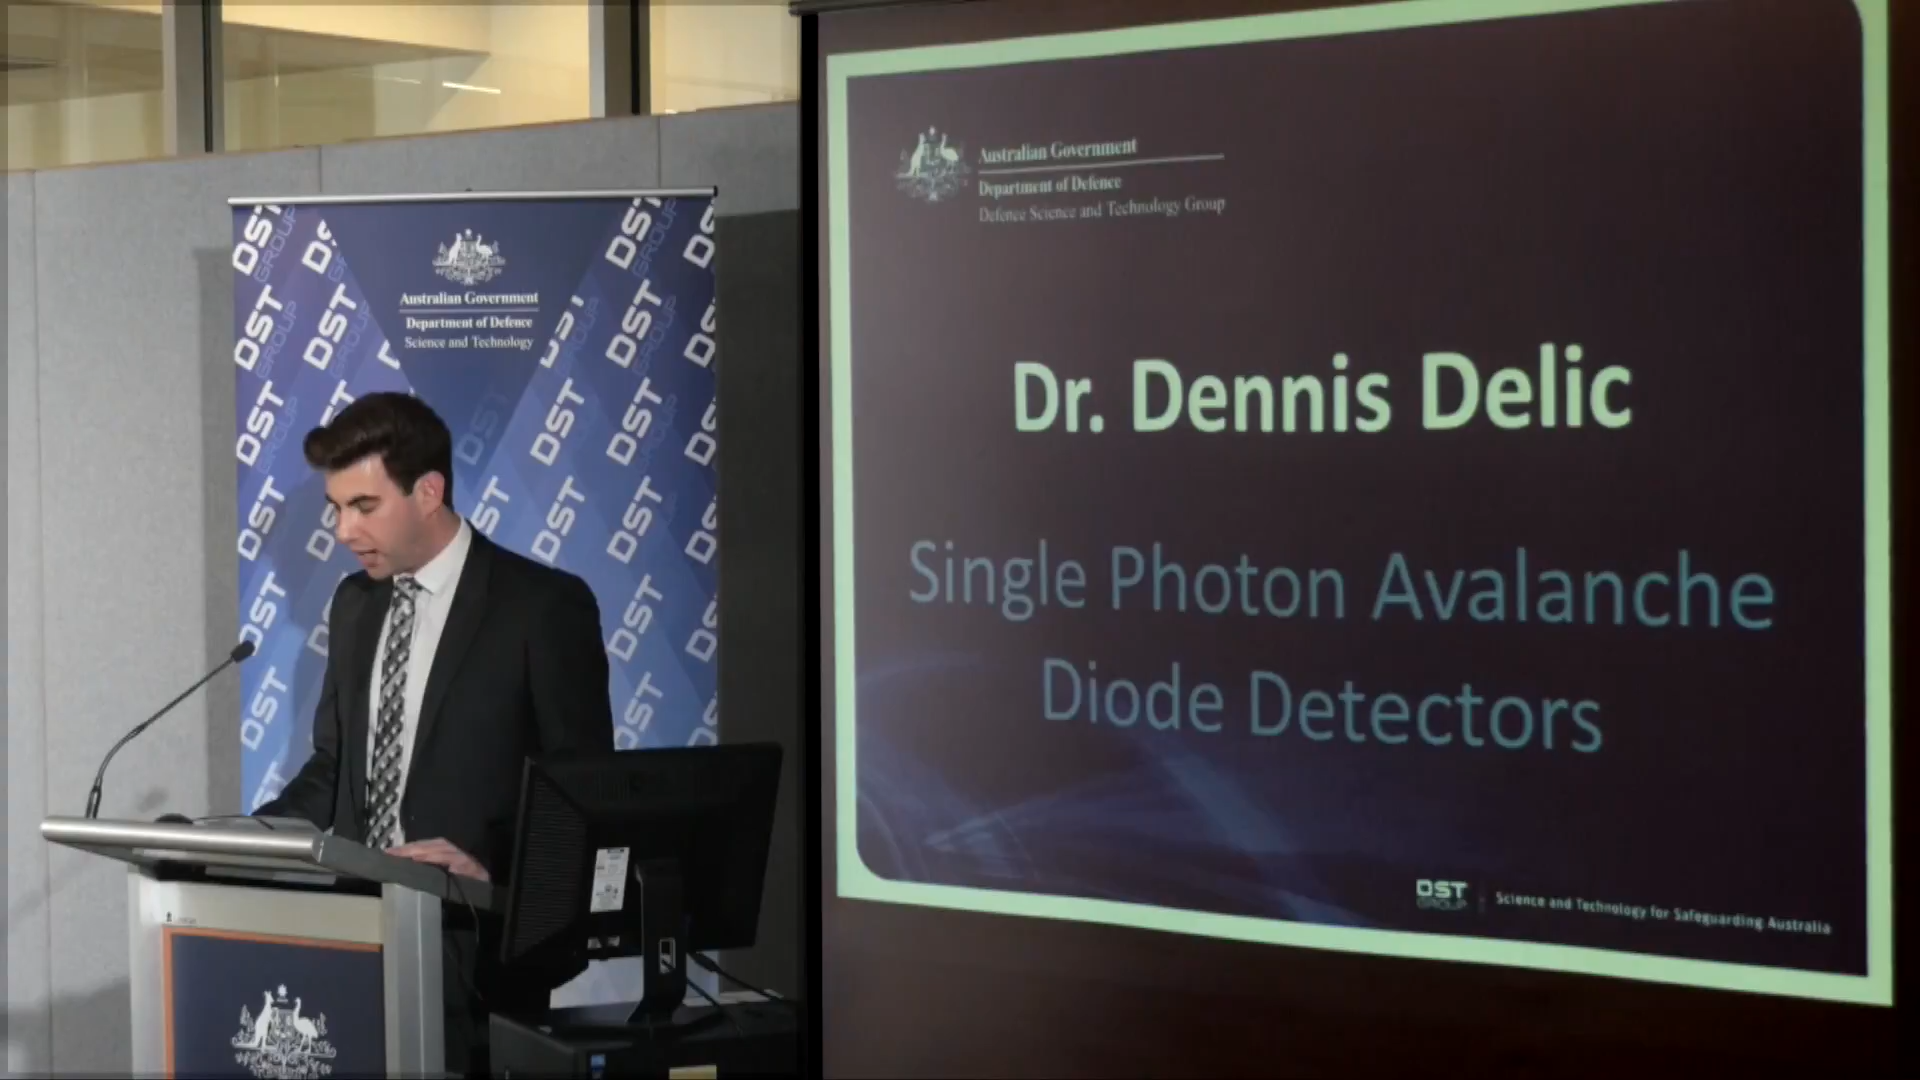 Australian Government
Department of Defence
Science and Technology
DST GROUP
Australian Government
Department of Defence
Defence Science and Technology Group
Dr. Dennis Delic
Single Photon Avalanche
Diode Detectors
DST
GROUP
Science and Technology for Safeguarding Australia